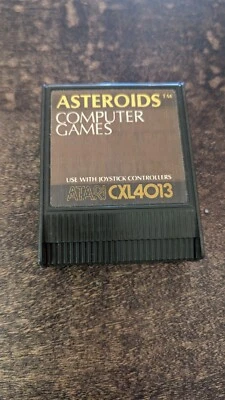 ASTEROIDS™
COMPUTER
GAMES
USE WITH JOYSTICK CONTROLLERS
ATARI CXL4013